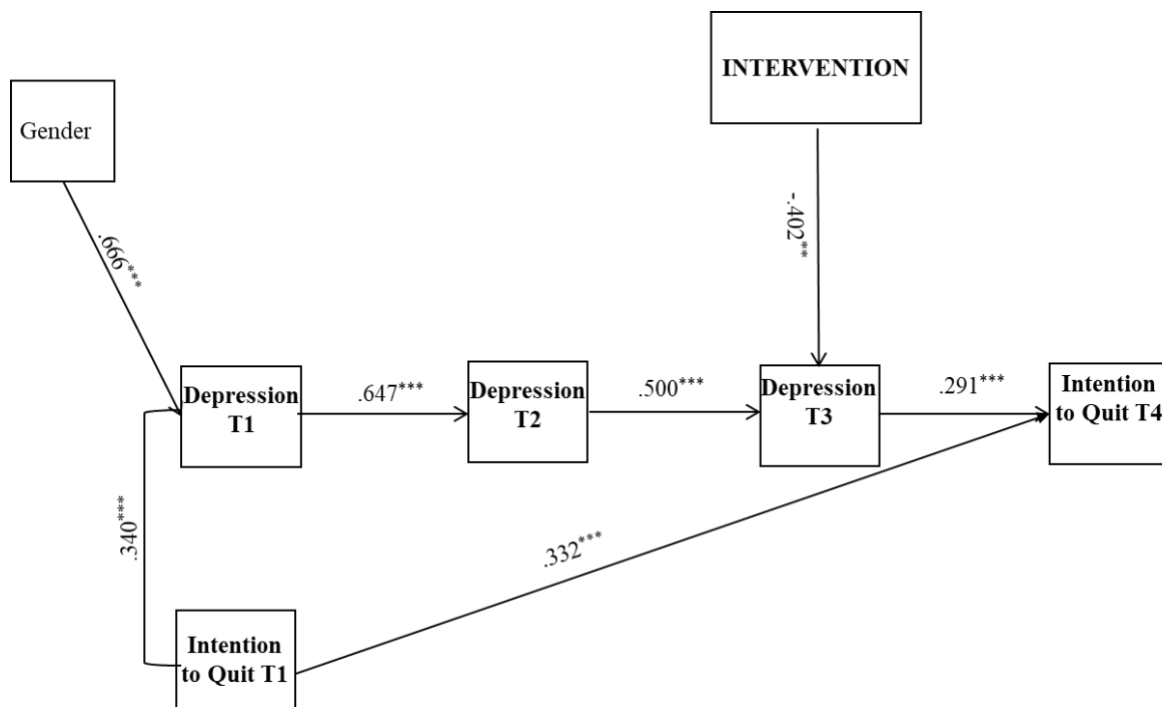 INTERVENTION
Gender
.666***
-.402**
Depression
T1
.647***
Depression
T2
.500***
Depression
T3
.291***
Intention
to Quit T4
.340***
.332***
Intention
to Quit T1